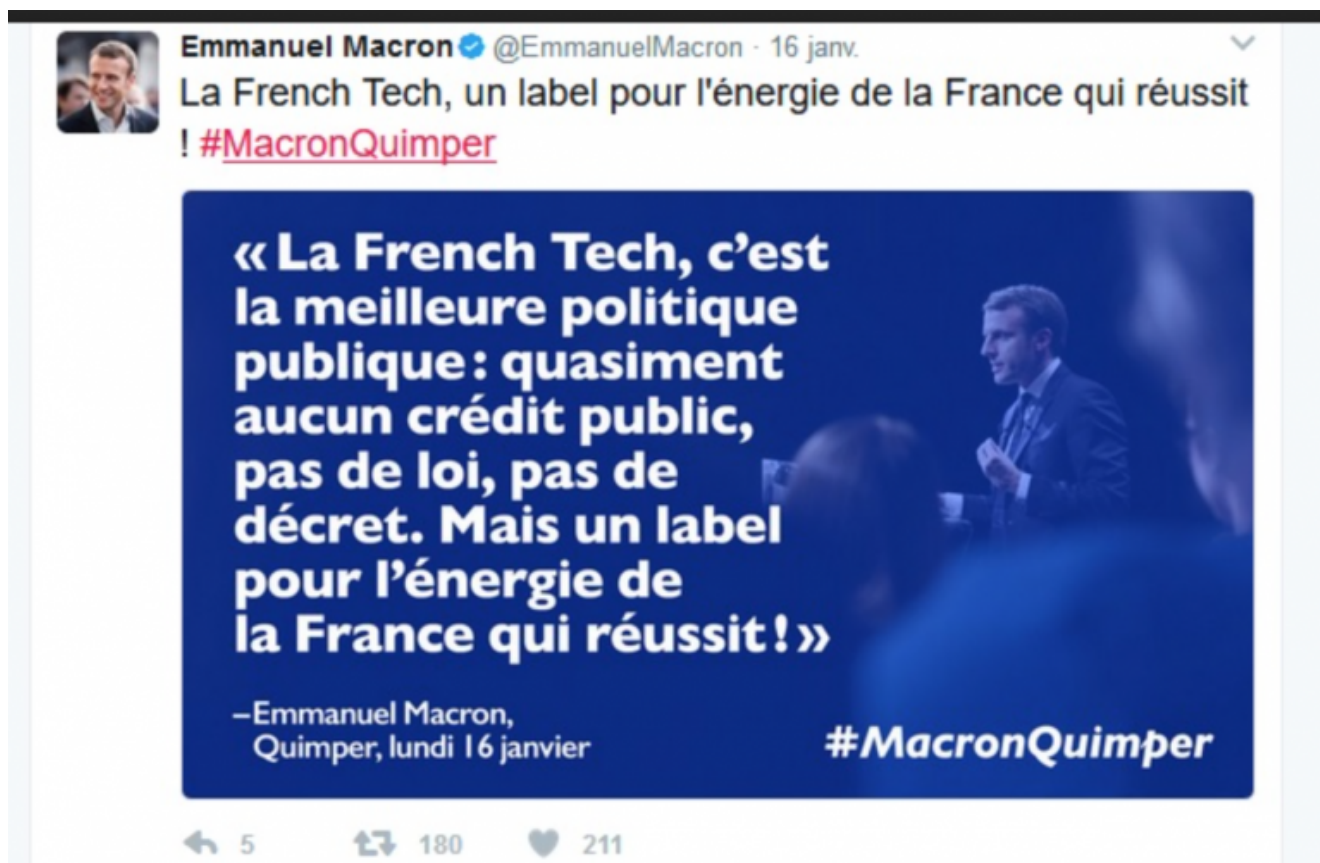 Emmanuel Macron @EmmanuelMacron · 16 janv.
La French Tech, un label pour l'énergie de la France qui réussit
! #MacronQuimper
« La French Tech, c’est
la meilleure politique
publique : quasiment
aucun crédit public,
pas de loi, pas de
décret. Mais un label
pour l’énergie de
la France qui réussit ! »
–Emmanuel Macron,
Quimper, lundi 16 janvier
#MacronQuimper
5 180 211